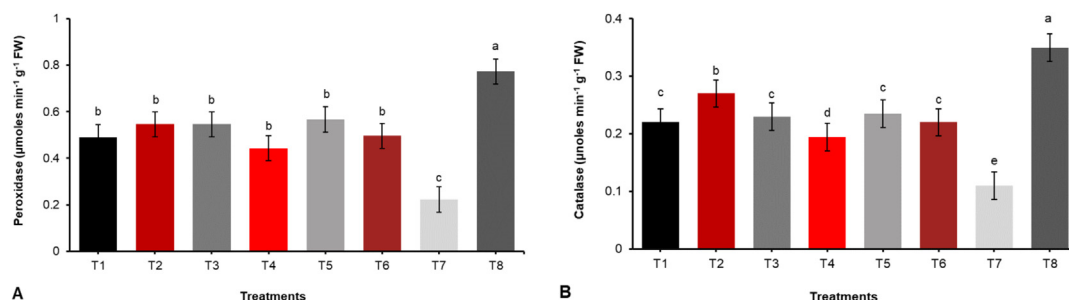 Peroxidase (µmoles min⁻¹ g⁻¹ FW)
1
0.8
0.6
0.4
0.2
0
b b b b b b c a
T1 T2 T3 T4 T5 T6 T7 T8
Treatments
A
Catalase (µmoles min⁻¹ g⁻¹ FW)
0.4
0.3
0.2
0.1
0
c b c d c c e a
T1 T2 T3 T4 T5 T6 T7 T8
Treatments
B